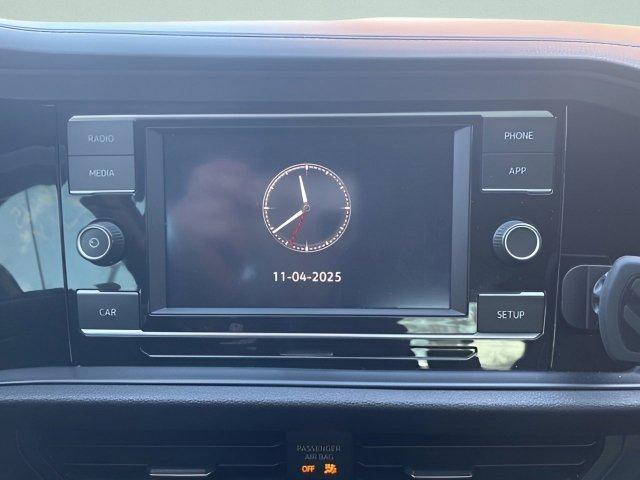 RADIO
MEDIA
PHONE
APP
11-04-2025
CAR
SETUP
PASSENGER
AIR BAG
OFF